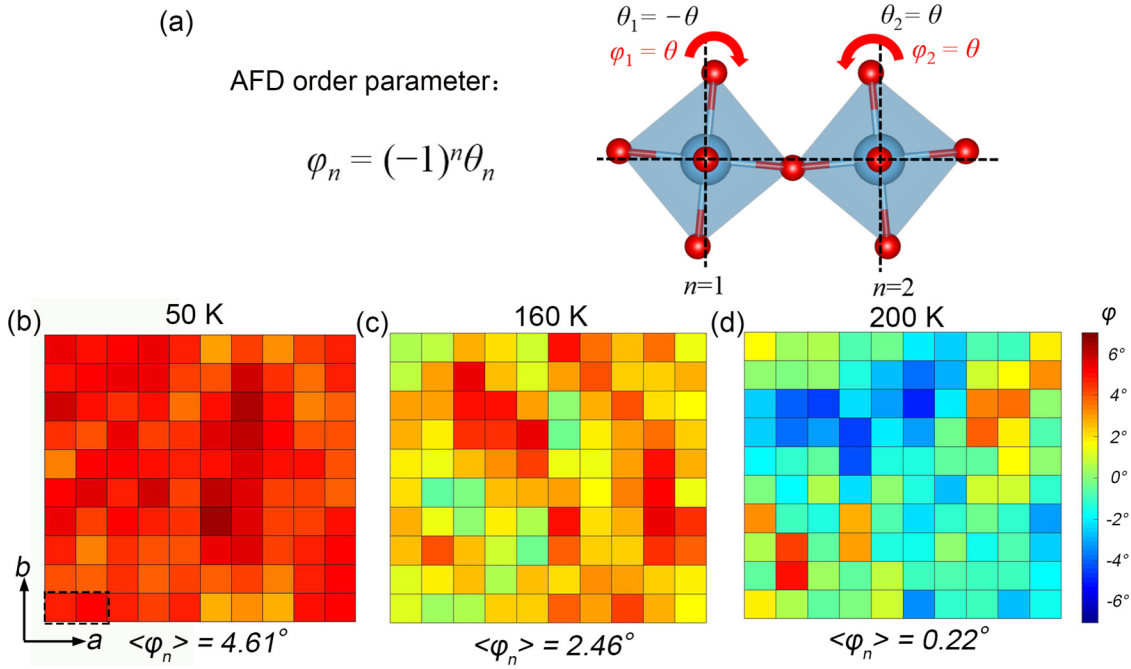 (a)
AFD order parameter:
φₙ = (−1)ⁿθₙ
θ₁ = −θ
φ₁ = θ
θ₂ = θ
φ₂ = θ
n=1
n=2
(b)
50 K
(c)
160 K
(d)
200 K
φ
6°
4°
2°
0°
-2°
-4°
-6°
b
a
<φₙ> = 4.61°
<φₙ> = 2.46°
<φₙ> = 0.22°